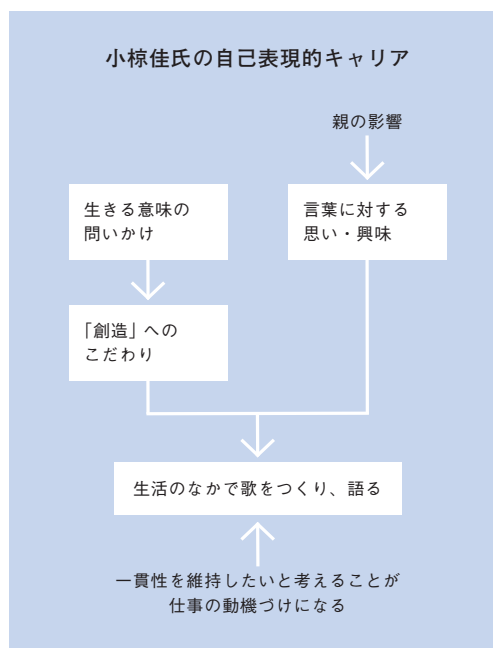 小椋佳氏の自己表現的キャリア
親の影響
生きる意味の
問いかけ
言葉に対する
思い・興味
「創造」への
こだわり
生活のなかで歌をつくり、語る
一貫性を維持したいと考えることが
仕事の動機づけになる